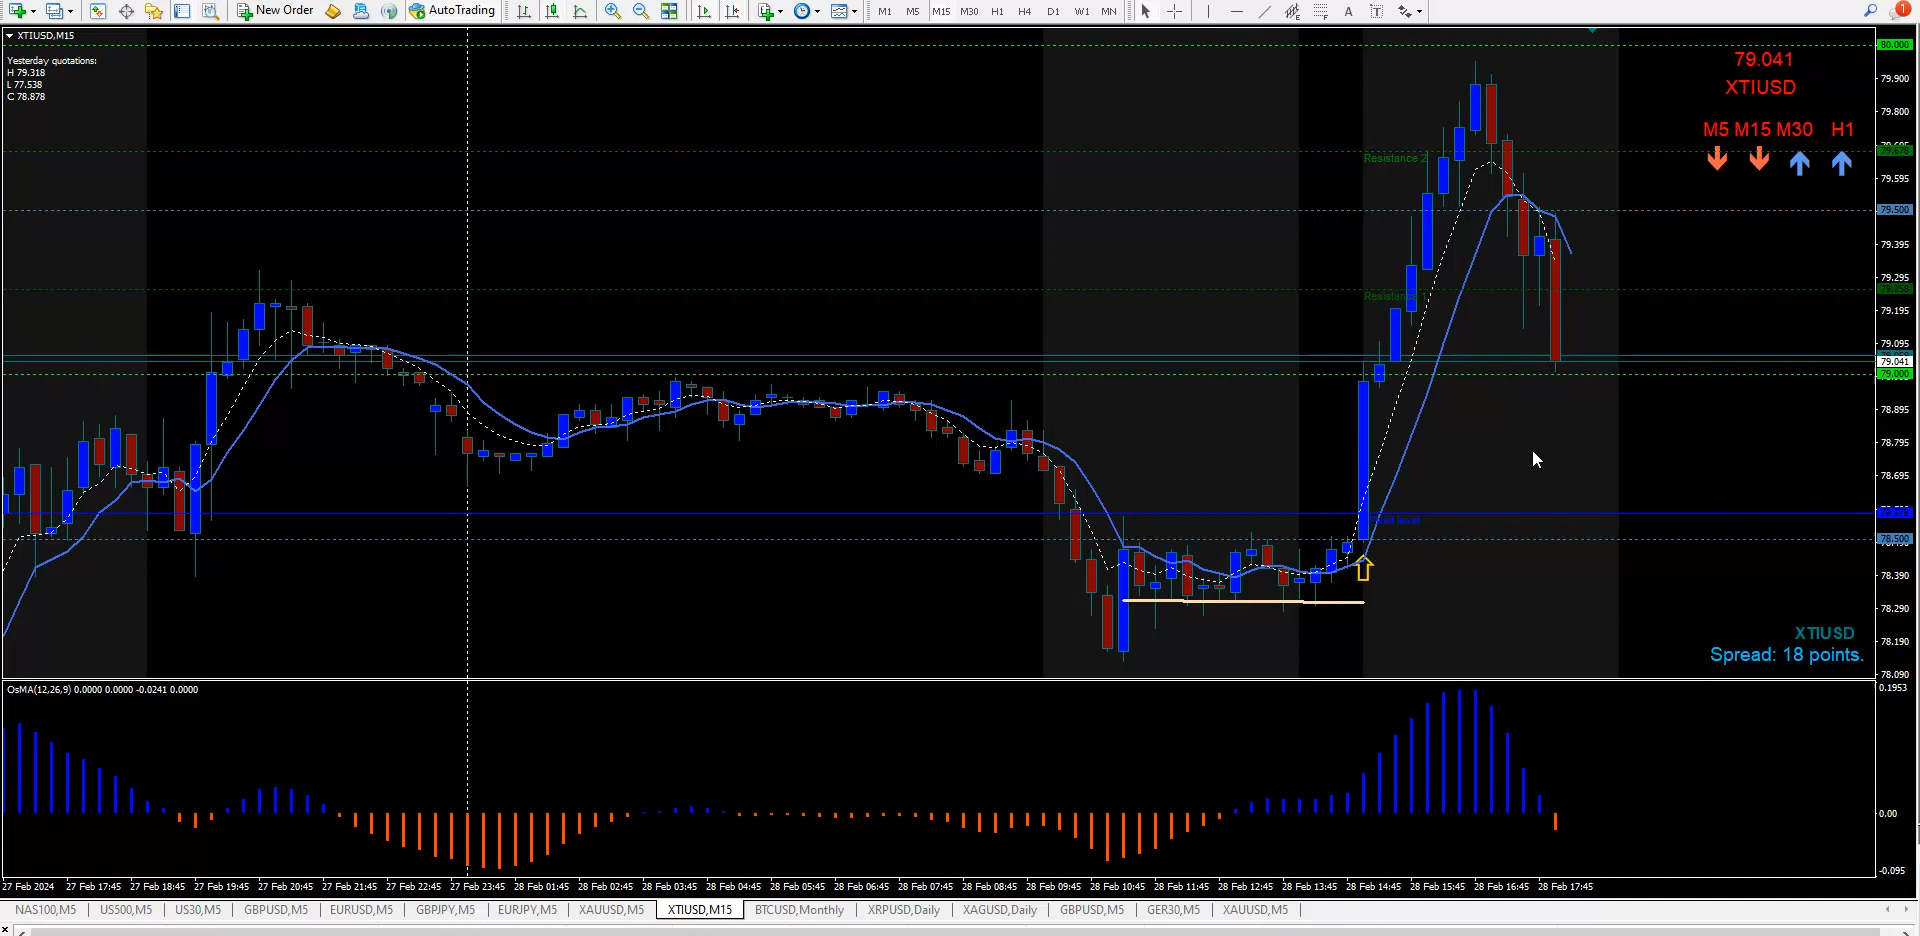 New Order AutoTrading M1 M5 M15 M30 H1 H4 D1 W1 MN A T 1
XTIUSD,M15
Yesterday quotations:
H 79.318
L 77.538
C 78.878
79.041
XTIUSD
M5 M15 M30 H1
Resistance 2
Resistance 1
XTIUSD
Spread: 18 points.
80.000
79.900
79.800
79.595
79.500
79.395
79.295
79.195
79.095
79.041
79.000
78.895
78.795
78.695
78.500
78.390
78.290
78.190
78.090
OsMA(12,26,9) 0.0000 0.0000 -0.0241 0.0000
0.1953
0.00
-0.095
27 Feb 2024 27 Feb 17:45 27 Feb 18:45 27 Feb 19:45 27 Feb 20:45 27 Feb 21:45 27 Feb 22:45 27 Feb 23:45 28 Feb 01:45 28 Feb 02:45 28 Feb 03:45 28 Feb 04:45 28 Feb 05:45 28 Feb 06:45 28 Feb 07:45 28 Feb 08:45 28 Feb 09:45 28 Feb 10:45 28 Feb 11:45 28 Feb 12:45 28 Feb 13:45 28 Feb 14:45 28 Feb 15:45 28 Feb 16:45 28 Feb 17:45
NAS100,M5 US500,M5 US30,M5 GBPUSD,M5 EURUSD,M5 GBPJPY,M5 EURJPY,M5 XAUUSD,M5 XTIUSD,M15 BTCUSD,Monthly XRPUSD,Daily XAGUSD,Daily GBPUSD,M5 GER30,M5 XAUUSD,M5